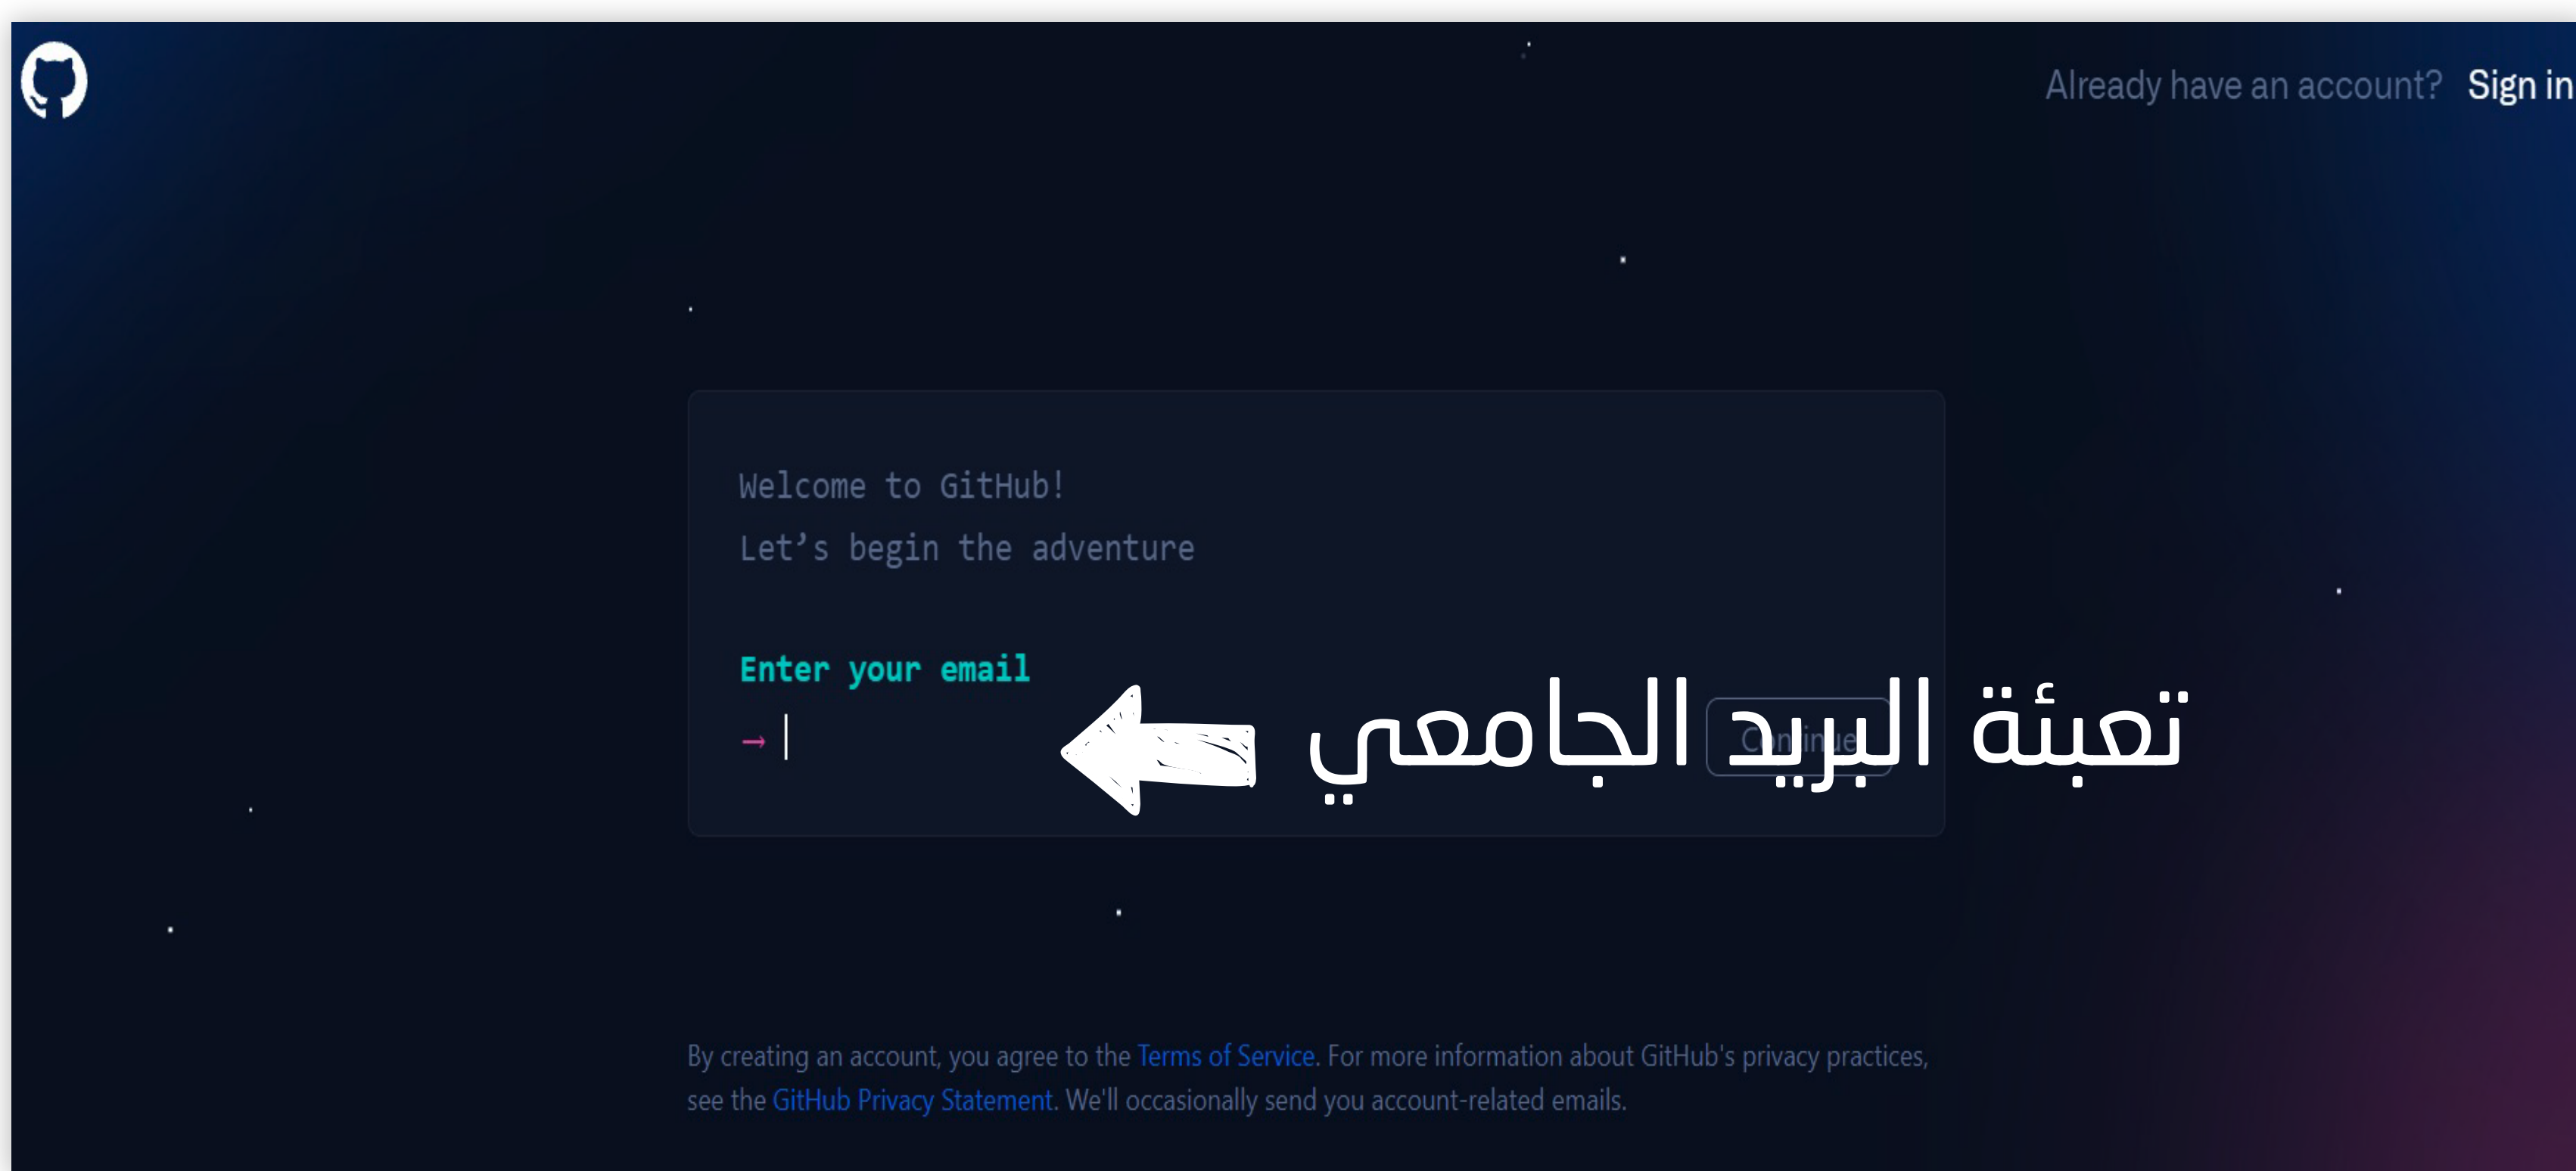 Already have an account? Sign in
Welcome to GitHub!
Let’s begin the adventure
Enter your email
→
تعبئة البريد الجامعي
Continue
By creating an account, you agree to the Terms of Service. For more information about GitHub's privacy practices,
see the GitHub Privacy Statement. We'll occasionally send you account-related emails.